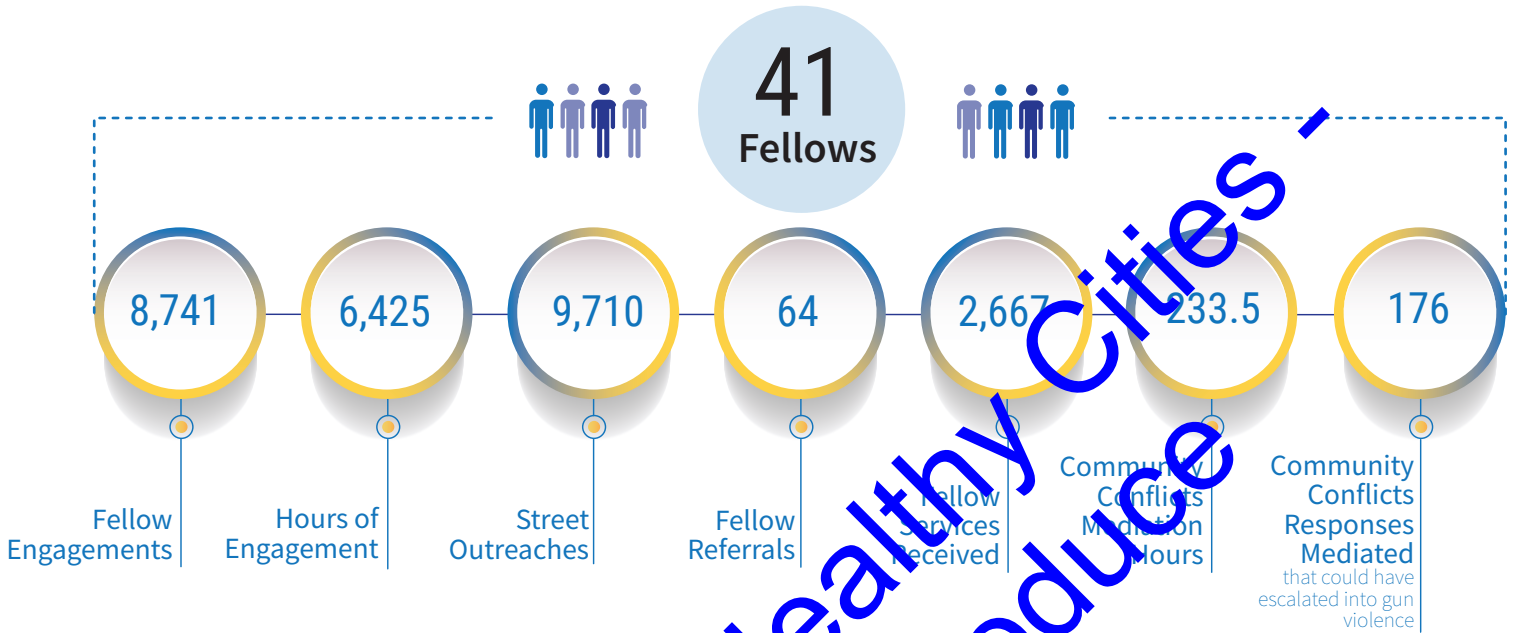 41
Fellows
8,741
6,425
9,710
64
2,667
233.5
176
Fellow
Engagements
Hours of
Engagement
Street
Outreaches
Fellow
Referrals
Fellow
Services
Received
Community
Conflicts
Mediation
Hours
Community
Conflicts
Responses
Mediated
that could have
escalated into gun
violence
Cities -